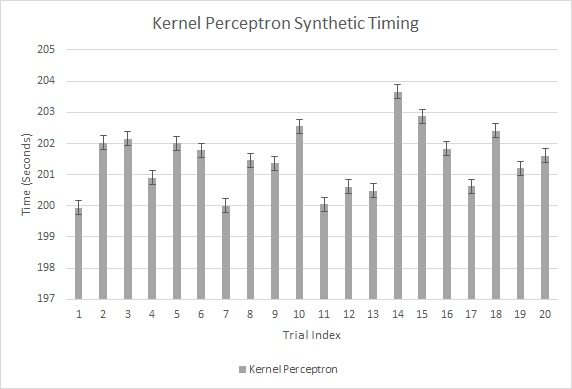 Kernel Perceptron Synthetic Timing
205
204
203
202
201
200
199
198
197
Time (Seconds)
1 2 3 4 5 6 7 8 9 10 11 12 13 14 15 16 17 18 19 20
Trial Index
Kernel Perceptron